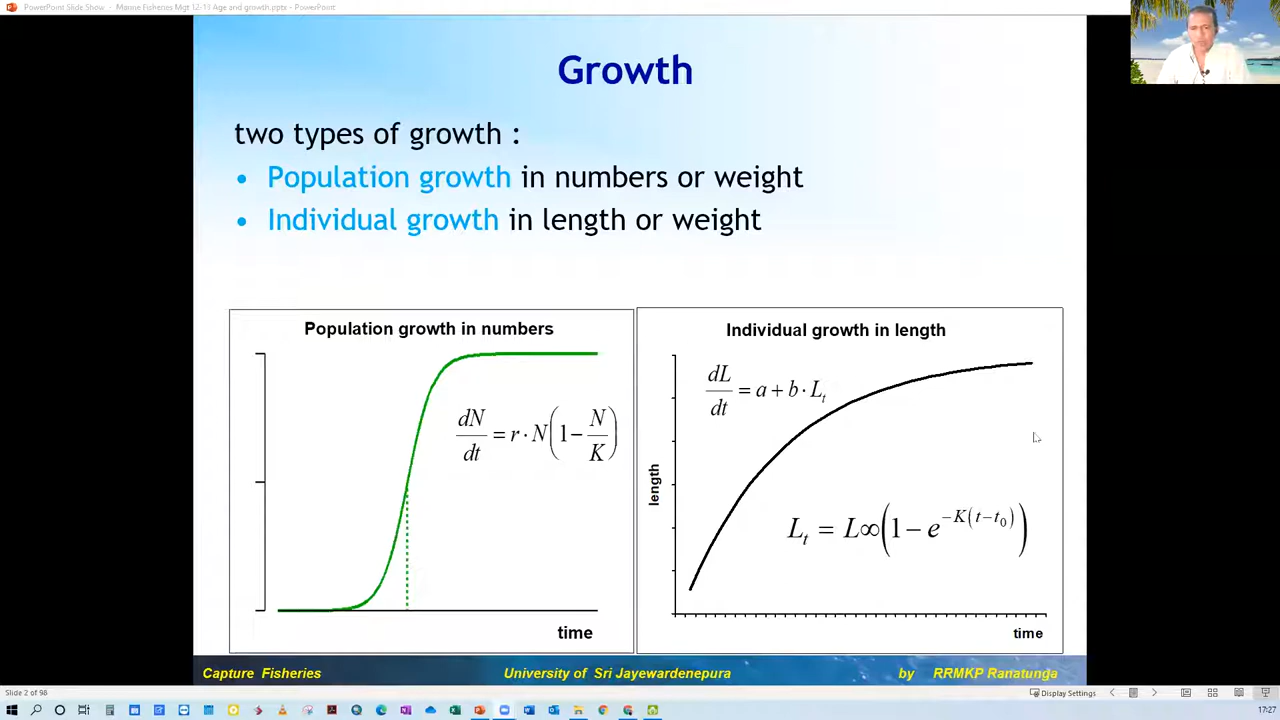 PowerPoint Slide Show - Marine Fisheries Mgt 12-13 Age and growth.pptx - PowerPoint
Growth
two types of growth :
• Population growth in numbers or weight
• Individual growth in length or weight
Population growth in numbers
dN/dt = r · N(1 − N/K)
time
Individual growth in length
dL/dt = a + b · Lₜ
length
Lₜ = L∞(1 − e^(−K(t−t₀)))
time
Capture Fisheries
University of Sri Jayewardenepura
by RRMKP Ranatunga
Slide 2 of 98
Display Settings
17:27